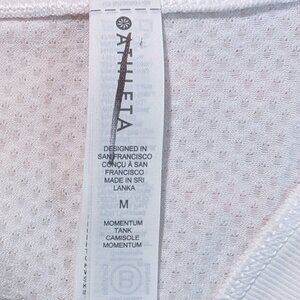 ATHLETA
DESIGNED IN
SAN FRANCISCO
CONÇU À SAN
FRANCISCO
MADE IN SRI
LANKA
M
MOMENTUM
TANK
CAMISOLE
MOMENTUM